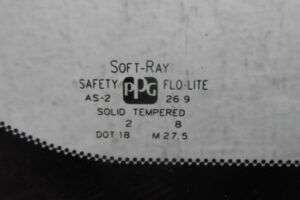 SOFT-RAY
SAFETY PPG FLO-LITE
AS-2 26 9
SOLID TEMPERED
2 8
DOT 18 M 27.5